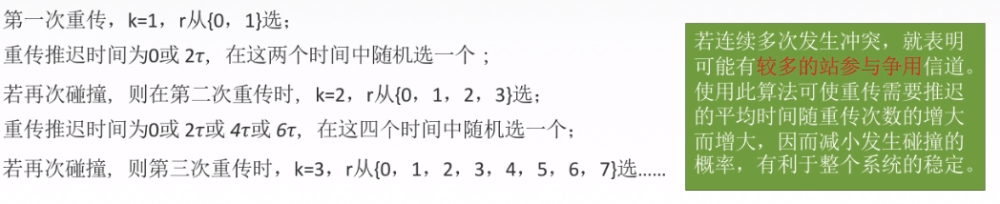 第一次重传，k=1，r从{0，1}选；
重传推迟时间为0或 2τ，在这两个时间中随机选一个；
若再次碰撞，则在第二次重传时，k=2，r从{0，1，2，3}选；
重传推迟时间为0或 2τ或 4τ或 6τ，在这四个时间中随机选一个；
若再次碰撞，则第三次重传时，k=3，r从{0，1，2，3，4，5，6，7}选……
若连续多次发生冲突，就表明
可能有较多的站参与争用信道。
使用此算法可使重传需要推迟
的平均时间随重传次数的增大
而增大，因而减小发生碰撞的
概率，有利于整个系统的稳定。